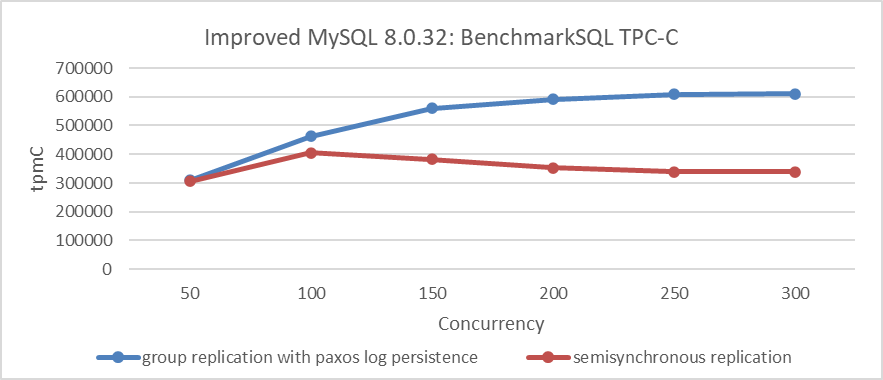 Improved MySQL 8.0.32: BenchmarkSQL TPC-C
700000
600000
500000
400000
300000
200000
100000
0
tpmC
50 100 150 200 250 300
Concurrency
group replication with paxos log persistence semisynchronous replication